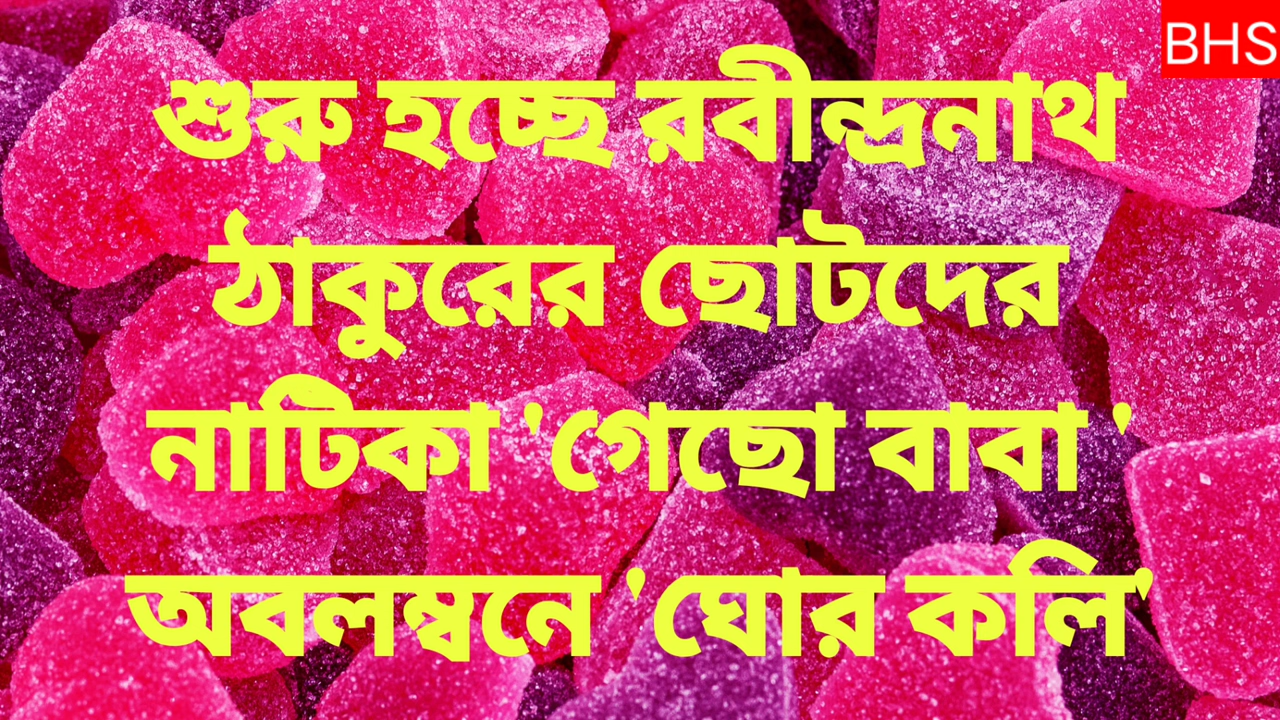 BHS
শুরু হচ্ছে রবীন্দ্রনাথ
ঠাকুরের ছোটদের
নাটিকা 'গেছো বাবা '
অবলম্বনে 'ঘোর কলি'